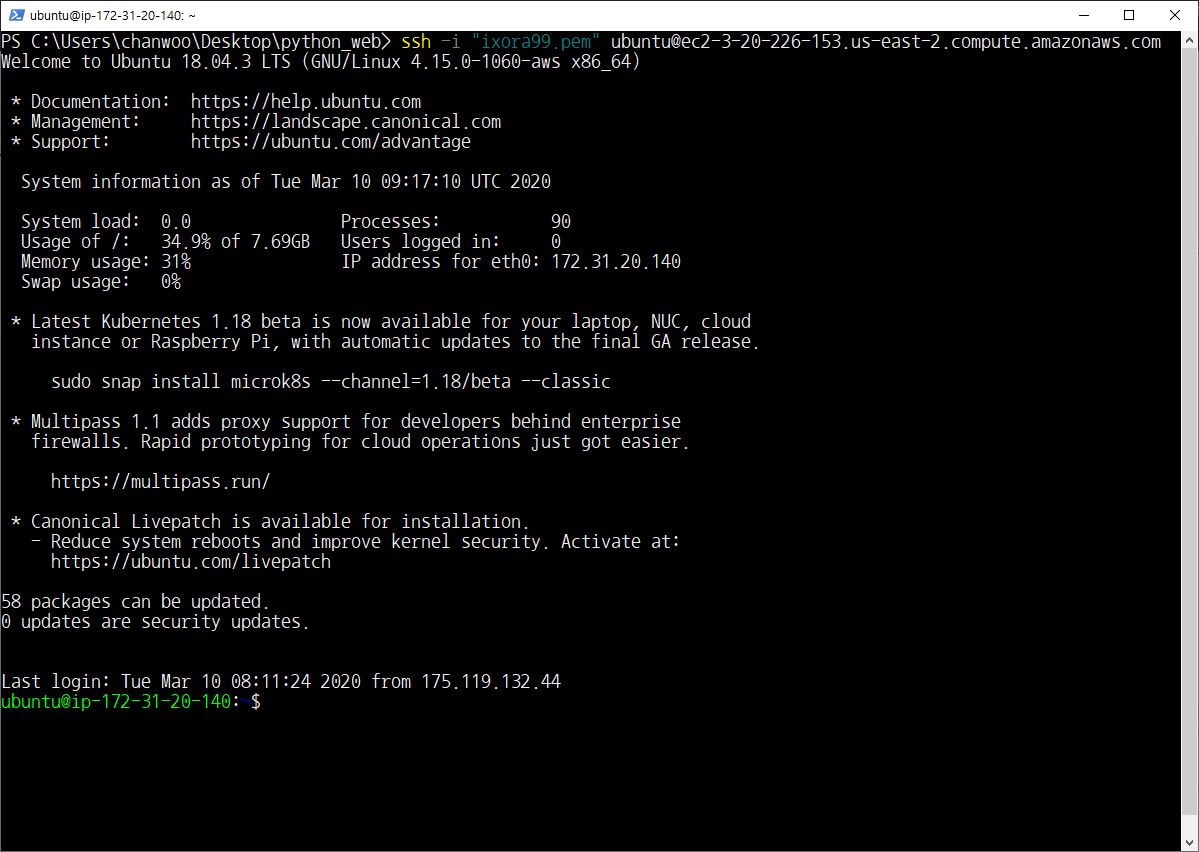 ubuntu@ip-172-31-20-140: ~
PS C:\Users\chanwoo\Desktop\python_web> ssh -i "ixora99.pem" ubuntu@ec2-3-20-226-153.us-east-2.compute.amazonaws.com
Welcome to Ubuntu 18.04.3 LTS (GNU/Linux 4.15.0-1060-aws x86_64)
* Documentation:  https://help.ubuntu.com
* Management:     https://landscape.canonical.com
* Support:        https://ubuntu.com/advantage
System information as of Tue Mar 10 09:17:10 UTC 2020
System load:  0.0               Processes:           90
Usage of /:   34.9% of 7.69GB   Users logged in:     0
Memory usage: 31%               IP address for eth0: 172.31.20.140
Swap usage:   0%
* Latest Kubernetes 1.18 beta is now available for your laptop, NUC, cloud
instance or Raspberry Pi, with automatic updates to the final GA release.
sudo snap install microk8s --channel=1.18/beta --classic
* Multipass 1.1 adds proxy support for developers behind enterprise
firewalls. Rapid prototyping for cloud operations just got easier.
https://multipass.run/
* Canonical Livepatch is available for installation.
- Reduce system reboots and improve kernel security. Activate at:
https://ubuntu.com/livepatch
58 packages can be updated.
0 updates are security updates.
Last login: Tue Mar 10 08:11:24 2020 from 175.119.132.44
ubuntu@ip-172-31-20-140:~$